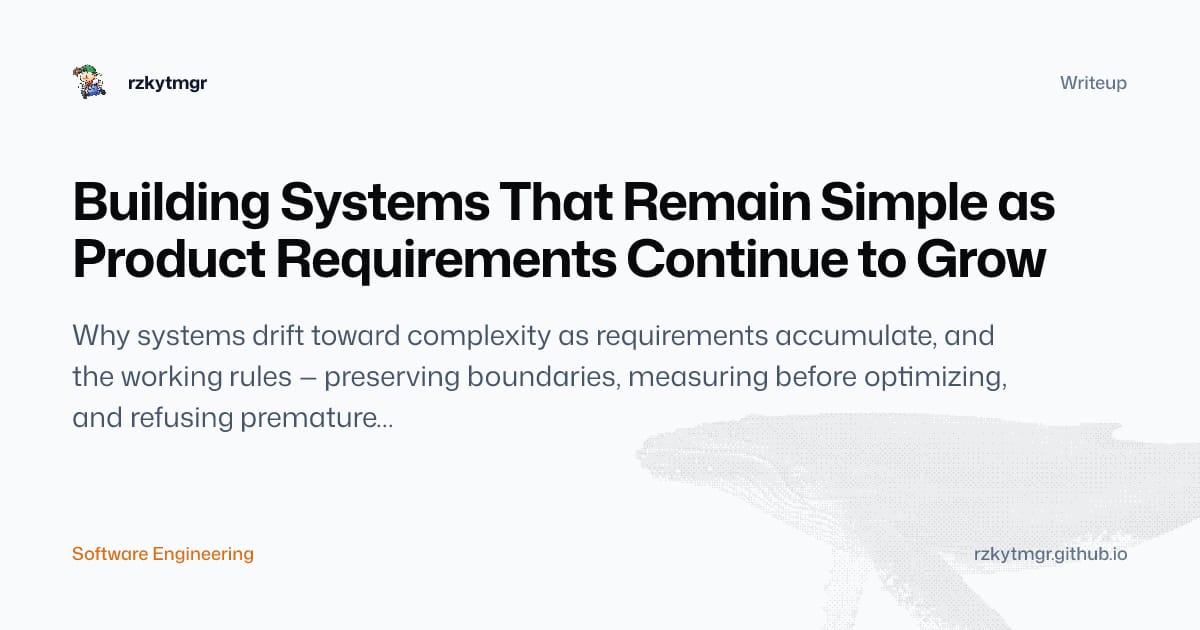 rzkytmgr
Writeup
Building Systems That Remain Simple as
Product Requirements Continue to Grow
Why systems drift toward complexity as requirements accumulate, and
the working rules — preserving boundaries, measuring before optimizing,
and refusing premature...
Software Engineering
rzkytmgr.github.io